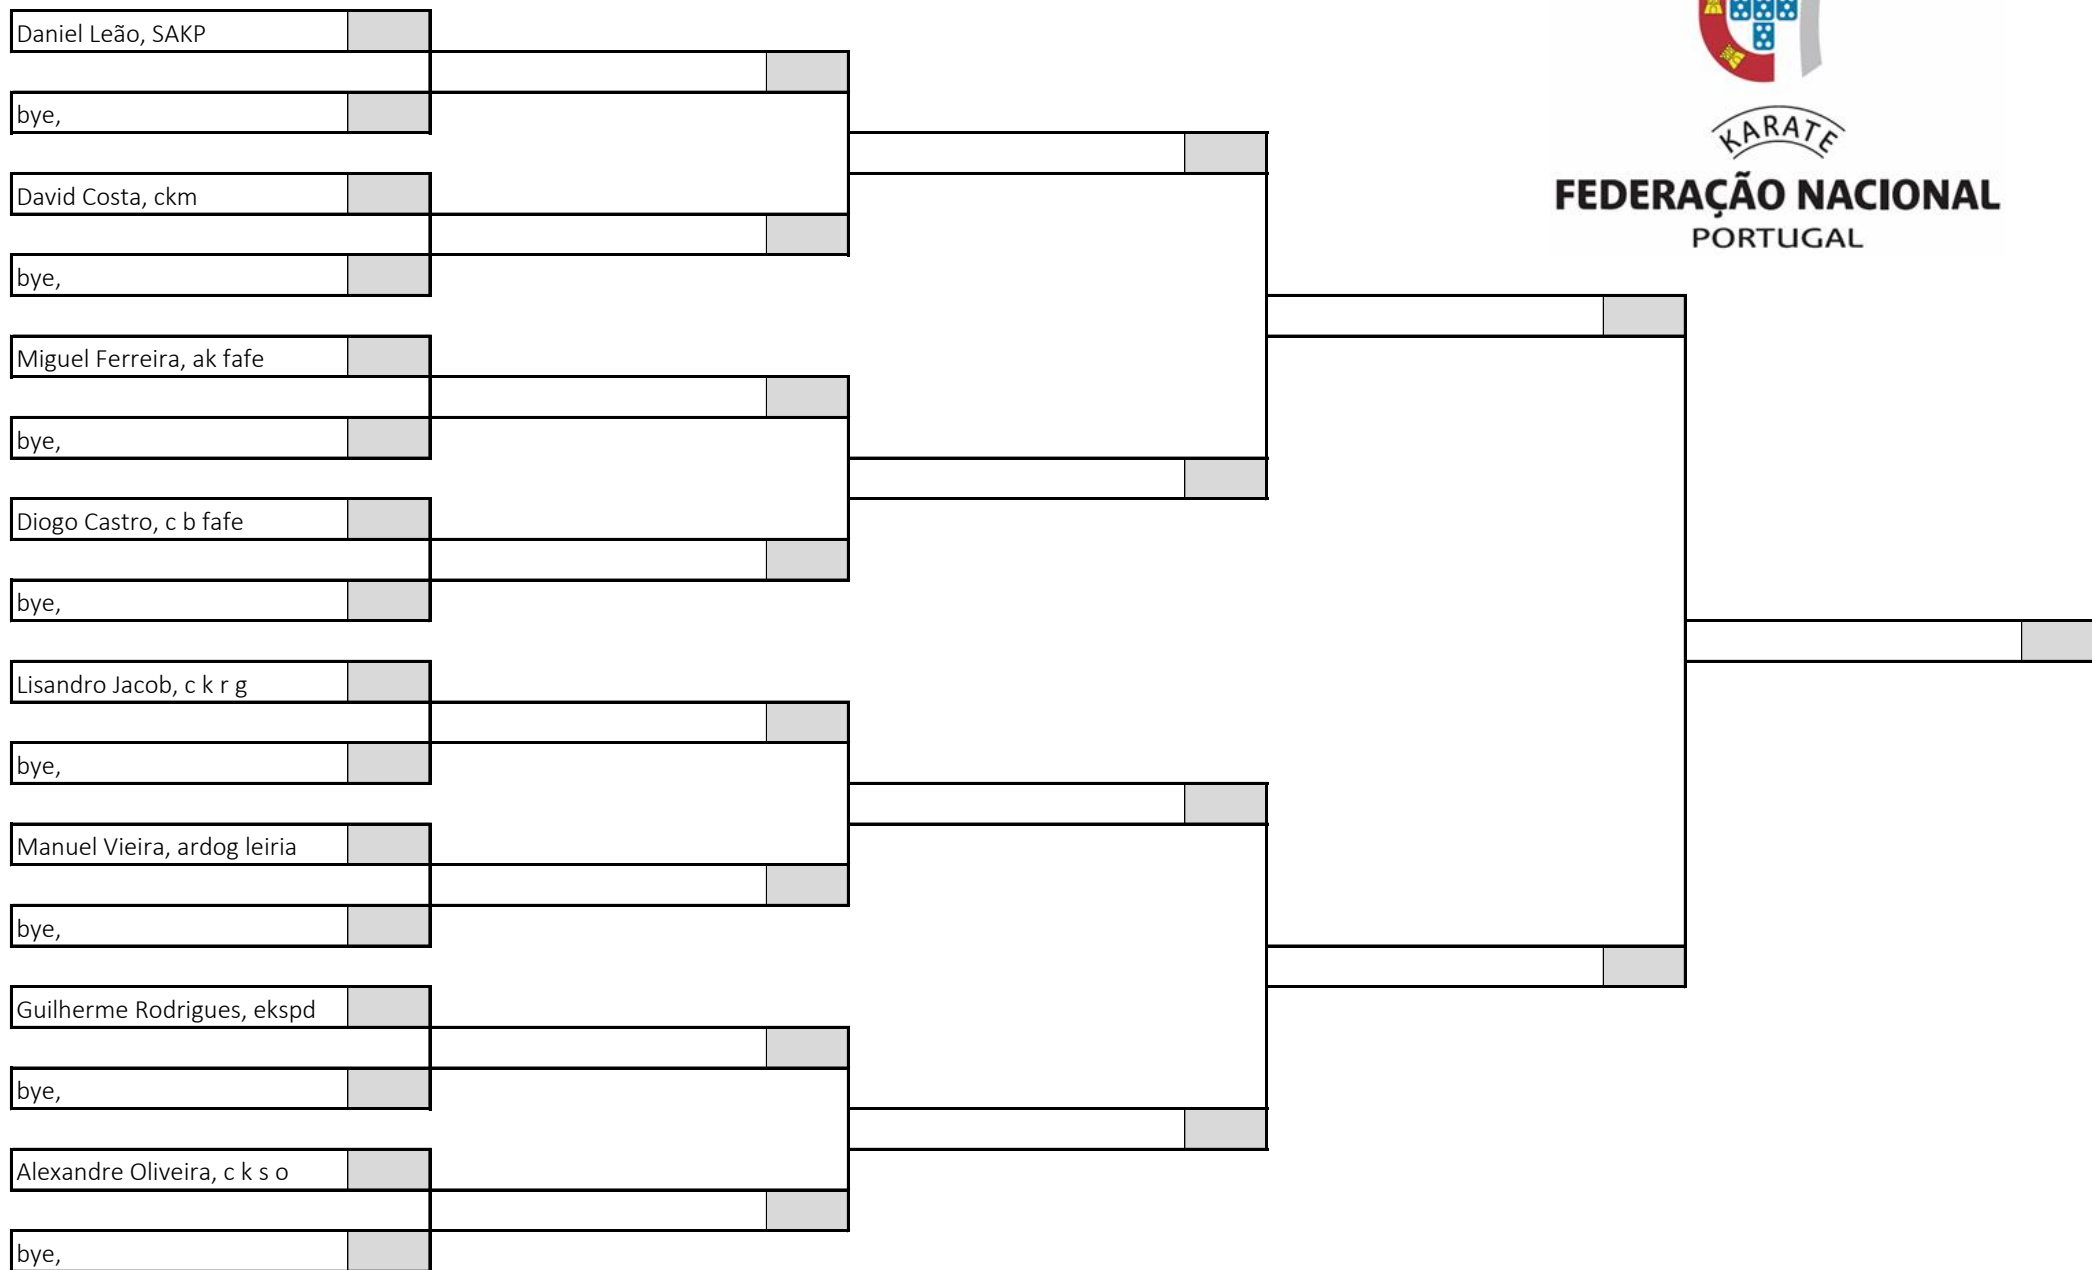 Daniel Leão, SAKP
bye,
KARATE
David Costa, ckm
FEDERAÇÃO NACIONAL
PORTUGAL
bye,
Miguel Ferreira, ak fafe
bye,
Diogo Castro, c b fafe
bye,
Lisandro Jacob, c k r g
bye,
Manuel Vieira, ardog leiria
bye,
Guilherme Rodrigues, ekspd
bye,
Alexandre Oliveira, c k s o
bye,